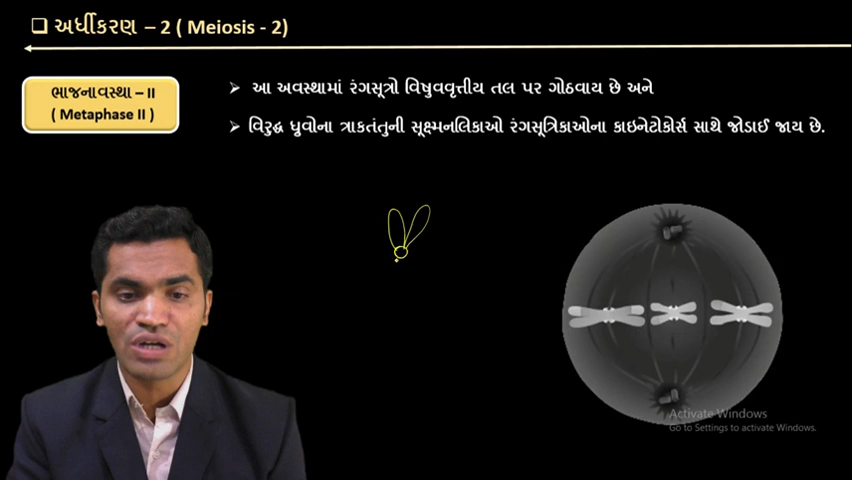 ❑ અર્ધીકરણ – 2 ( Meiosis - 2)
ભાજનાવસ્થા – II
( Metaphase II )
➢ આ અવસ્થામાં રંગસૂત્રો વિષુવવૃત્તીય તલ પર ગોઠવાય છે અને
➢ વિરુદ્ધ ધ્રુવોના ત્રાકતંતુની સૂક્ષ્મનલિકાઓ રંગસૂત્રિકાઓના કાઇનેટોકોર્સ સાથે જોડાઈ જાય છે.
Activate Windows
Go to Settings to activate Windows.